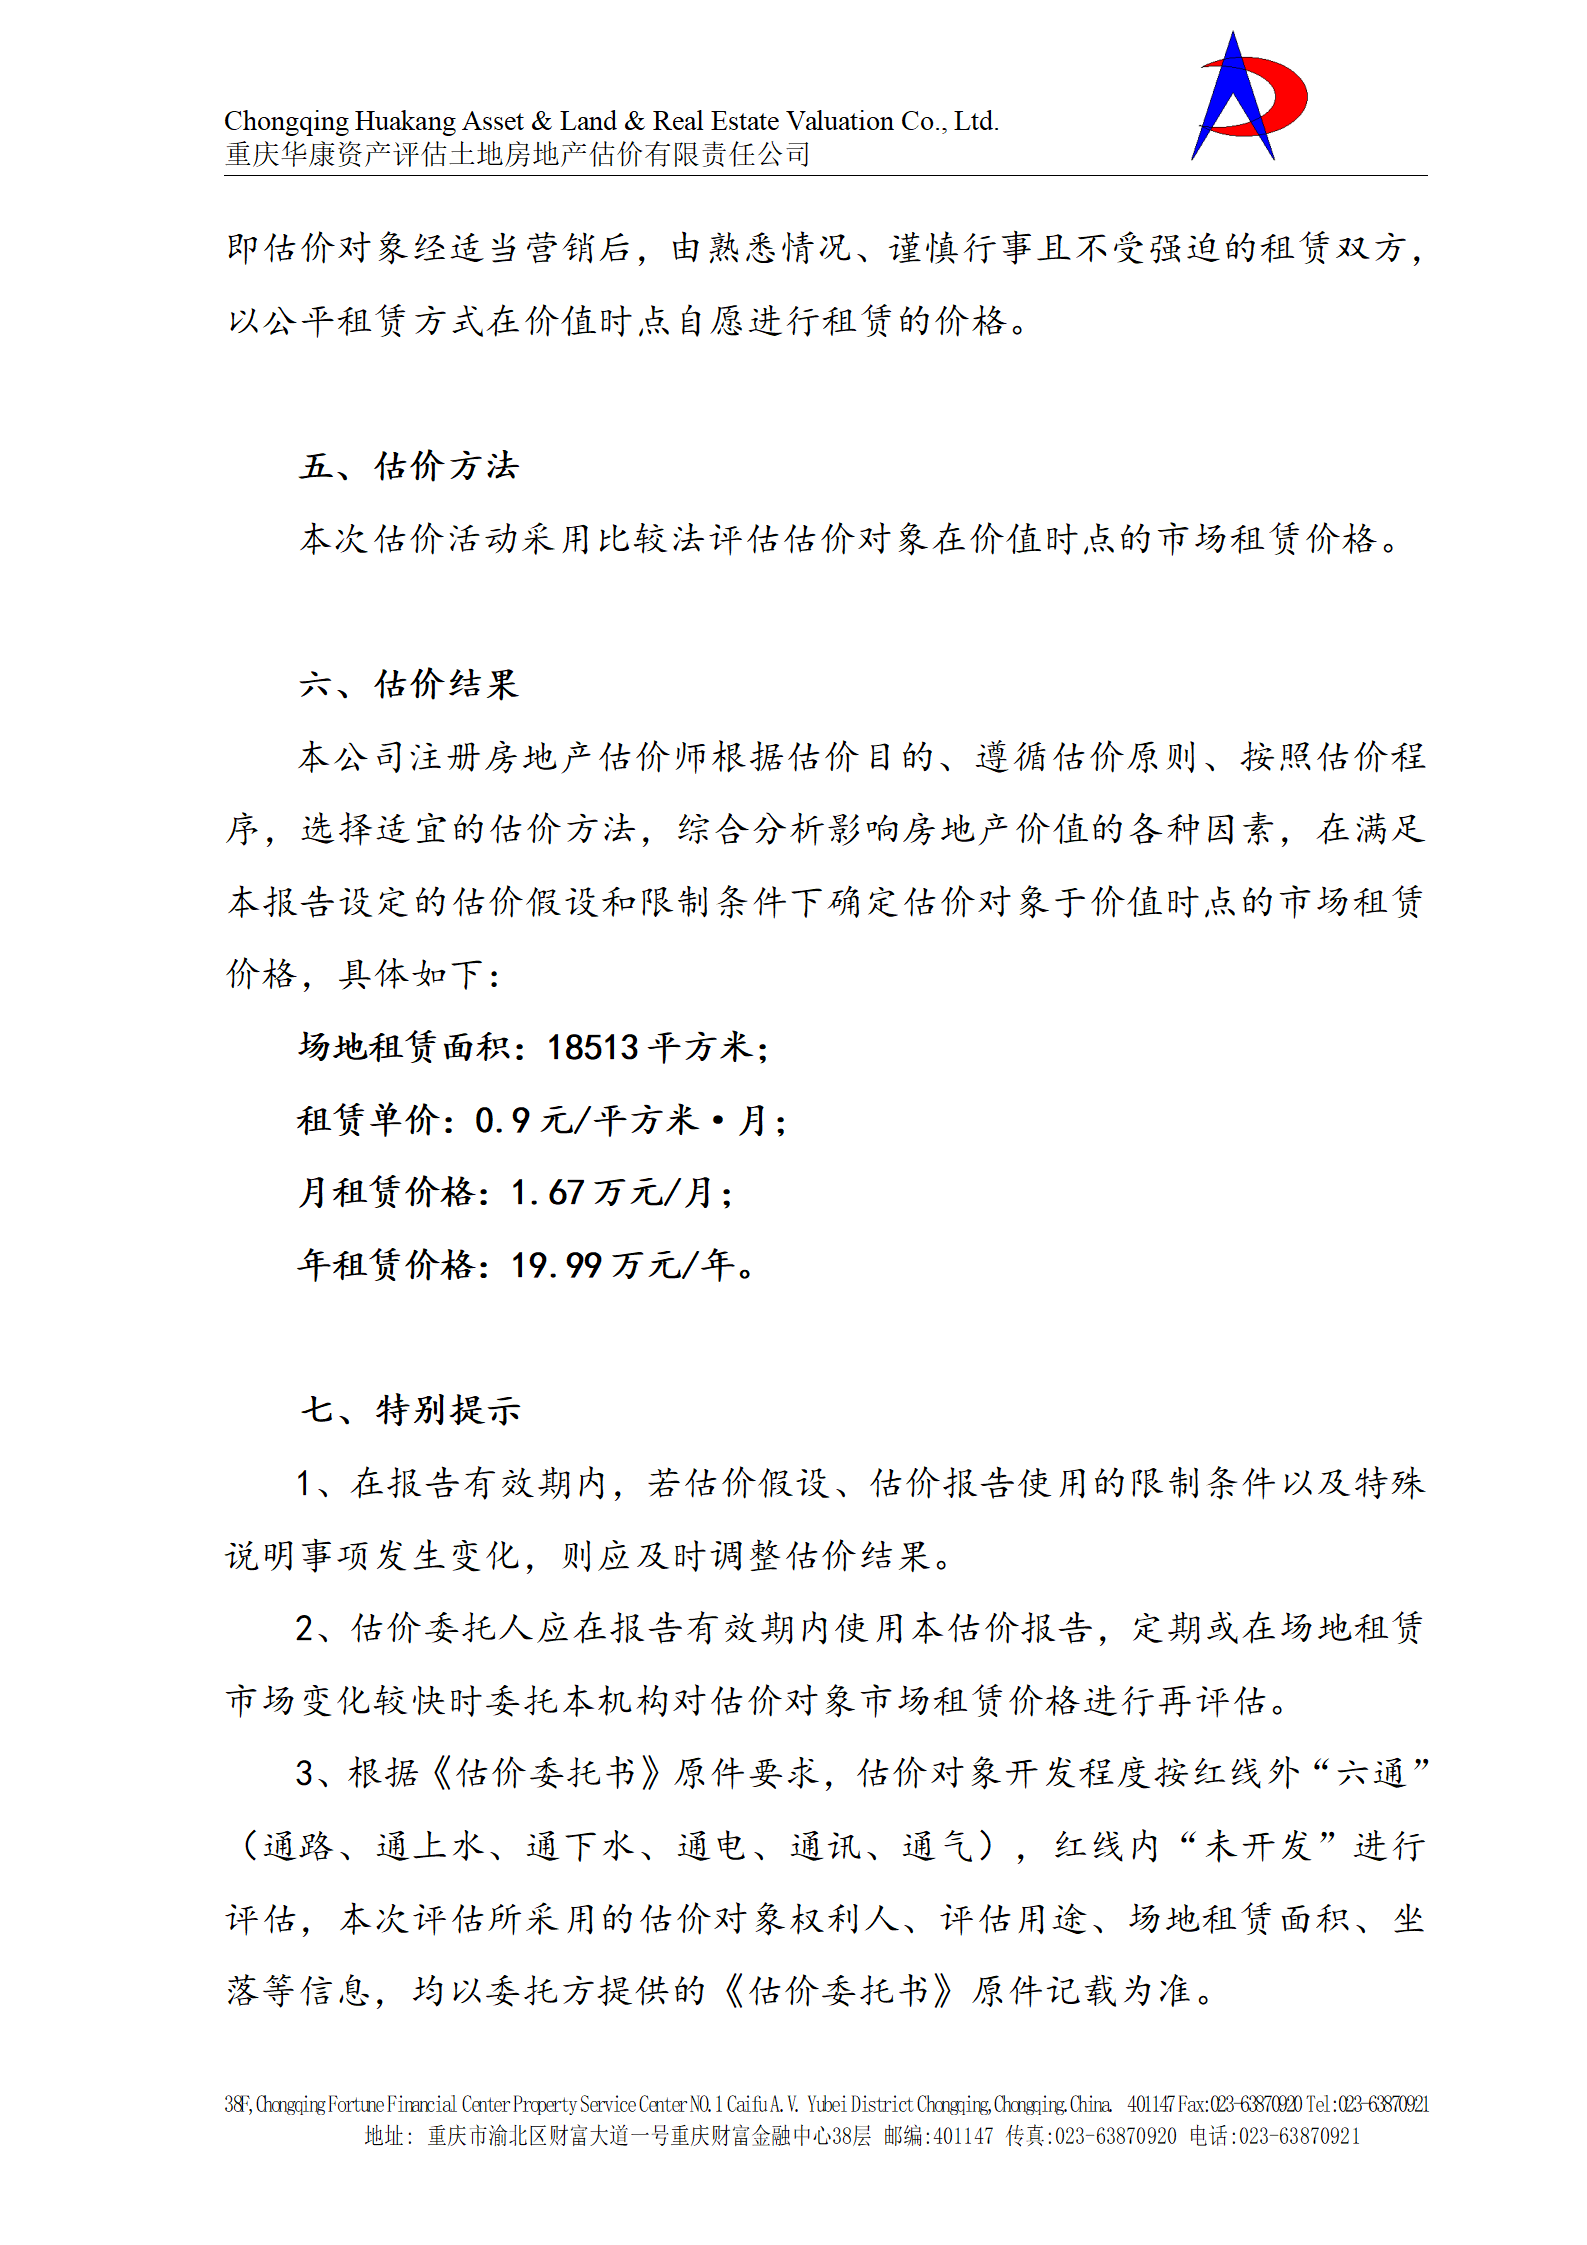 Chongqing Huakang Asset & Land & Real Estate Valuation Co., Ltd.
重庆华康资产评估土地房地产估价有限责任公司
即估价对象经适当营销后，由熟悉情况、谨慎行事且不受强迫的租赁双方，
以公平租赁方式在价值时点自愿进行租赁的价格。
五、估价方法
本次估价活动采用比较法评估估价对象在价值时点的市场租赁价格。
六、估价结果
本公司注册房地产估价师根据估价目的、遵循估价原则、按照估价程
序，选择适宜的估价方法，综合分析影响房地产价值的各种因素，在满足
本报告设定的估价假设和限制条件下确定估价对象于价值时点的市场租赁
价格，具体如下：
场地租赁面积：18513平方米；
租赁单价：0.9元/平方米·月；
月租赁价格：1.67万元/月；
年租赁价格：19.99万元/年。
七、特别提示
1、在报告有效期内，若估价假设、估价报告使用的限制条件以及特殊
说明事项发生变化，则应及时调整估价结果。
2、估价委托人应在报告有效期内使用本估价报告，定期或在场地租赁
市场变化较快时委托本机构对估价对象市场租赁价格进行再评估。
3、根据《估价委托书》原件要求，估价对象开发程度按红线外“六通”
（通路、通上水、通下水、通电、通讯、通气），红线内“未开发”进行
评估，本次评估所采用的估价对象权利人、评估用途、场地租赁面积、坐
落等信息，均以委托方提供的《估价委托书》原件记载为准。
38F, Chongqing Fortune Financial Center Property Service Center NO.1 Caifu A.V. Yubei District Chongqing, Chongqing. China. 401147 Fax:023-63870920 Tel:023-63870921
地址：重庆市渝北区财富大道一号重庆财富金融中心38层 邮编:401147 传真:023-63870920 电话:023-63870921